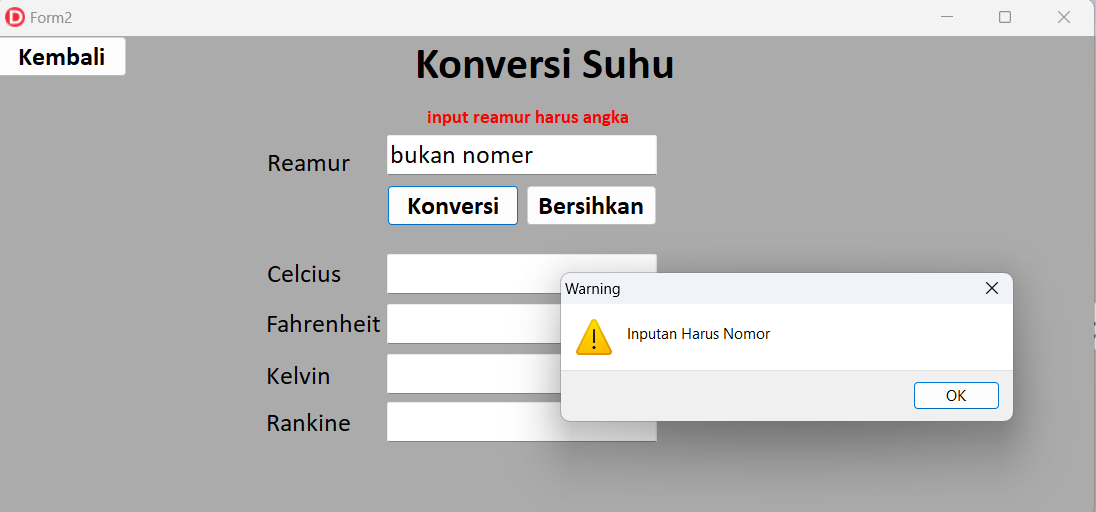 Form2
Kembali
Konversi Suhu
input reamur harus angka
Reamur
bukan nomer
Konversi
Bersihkan
Celcius
Fahrenheit
Kelvin
Rankine
Warning
Inputan Harus Nomor
OK